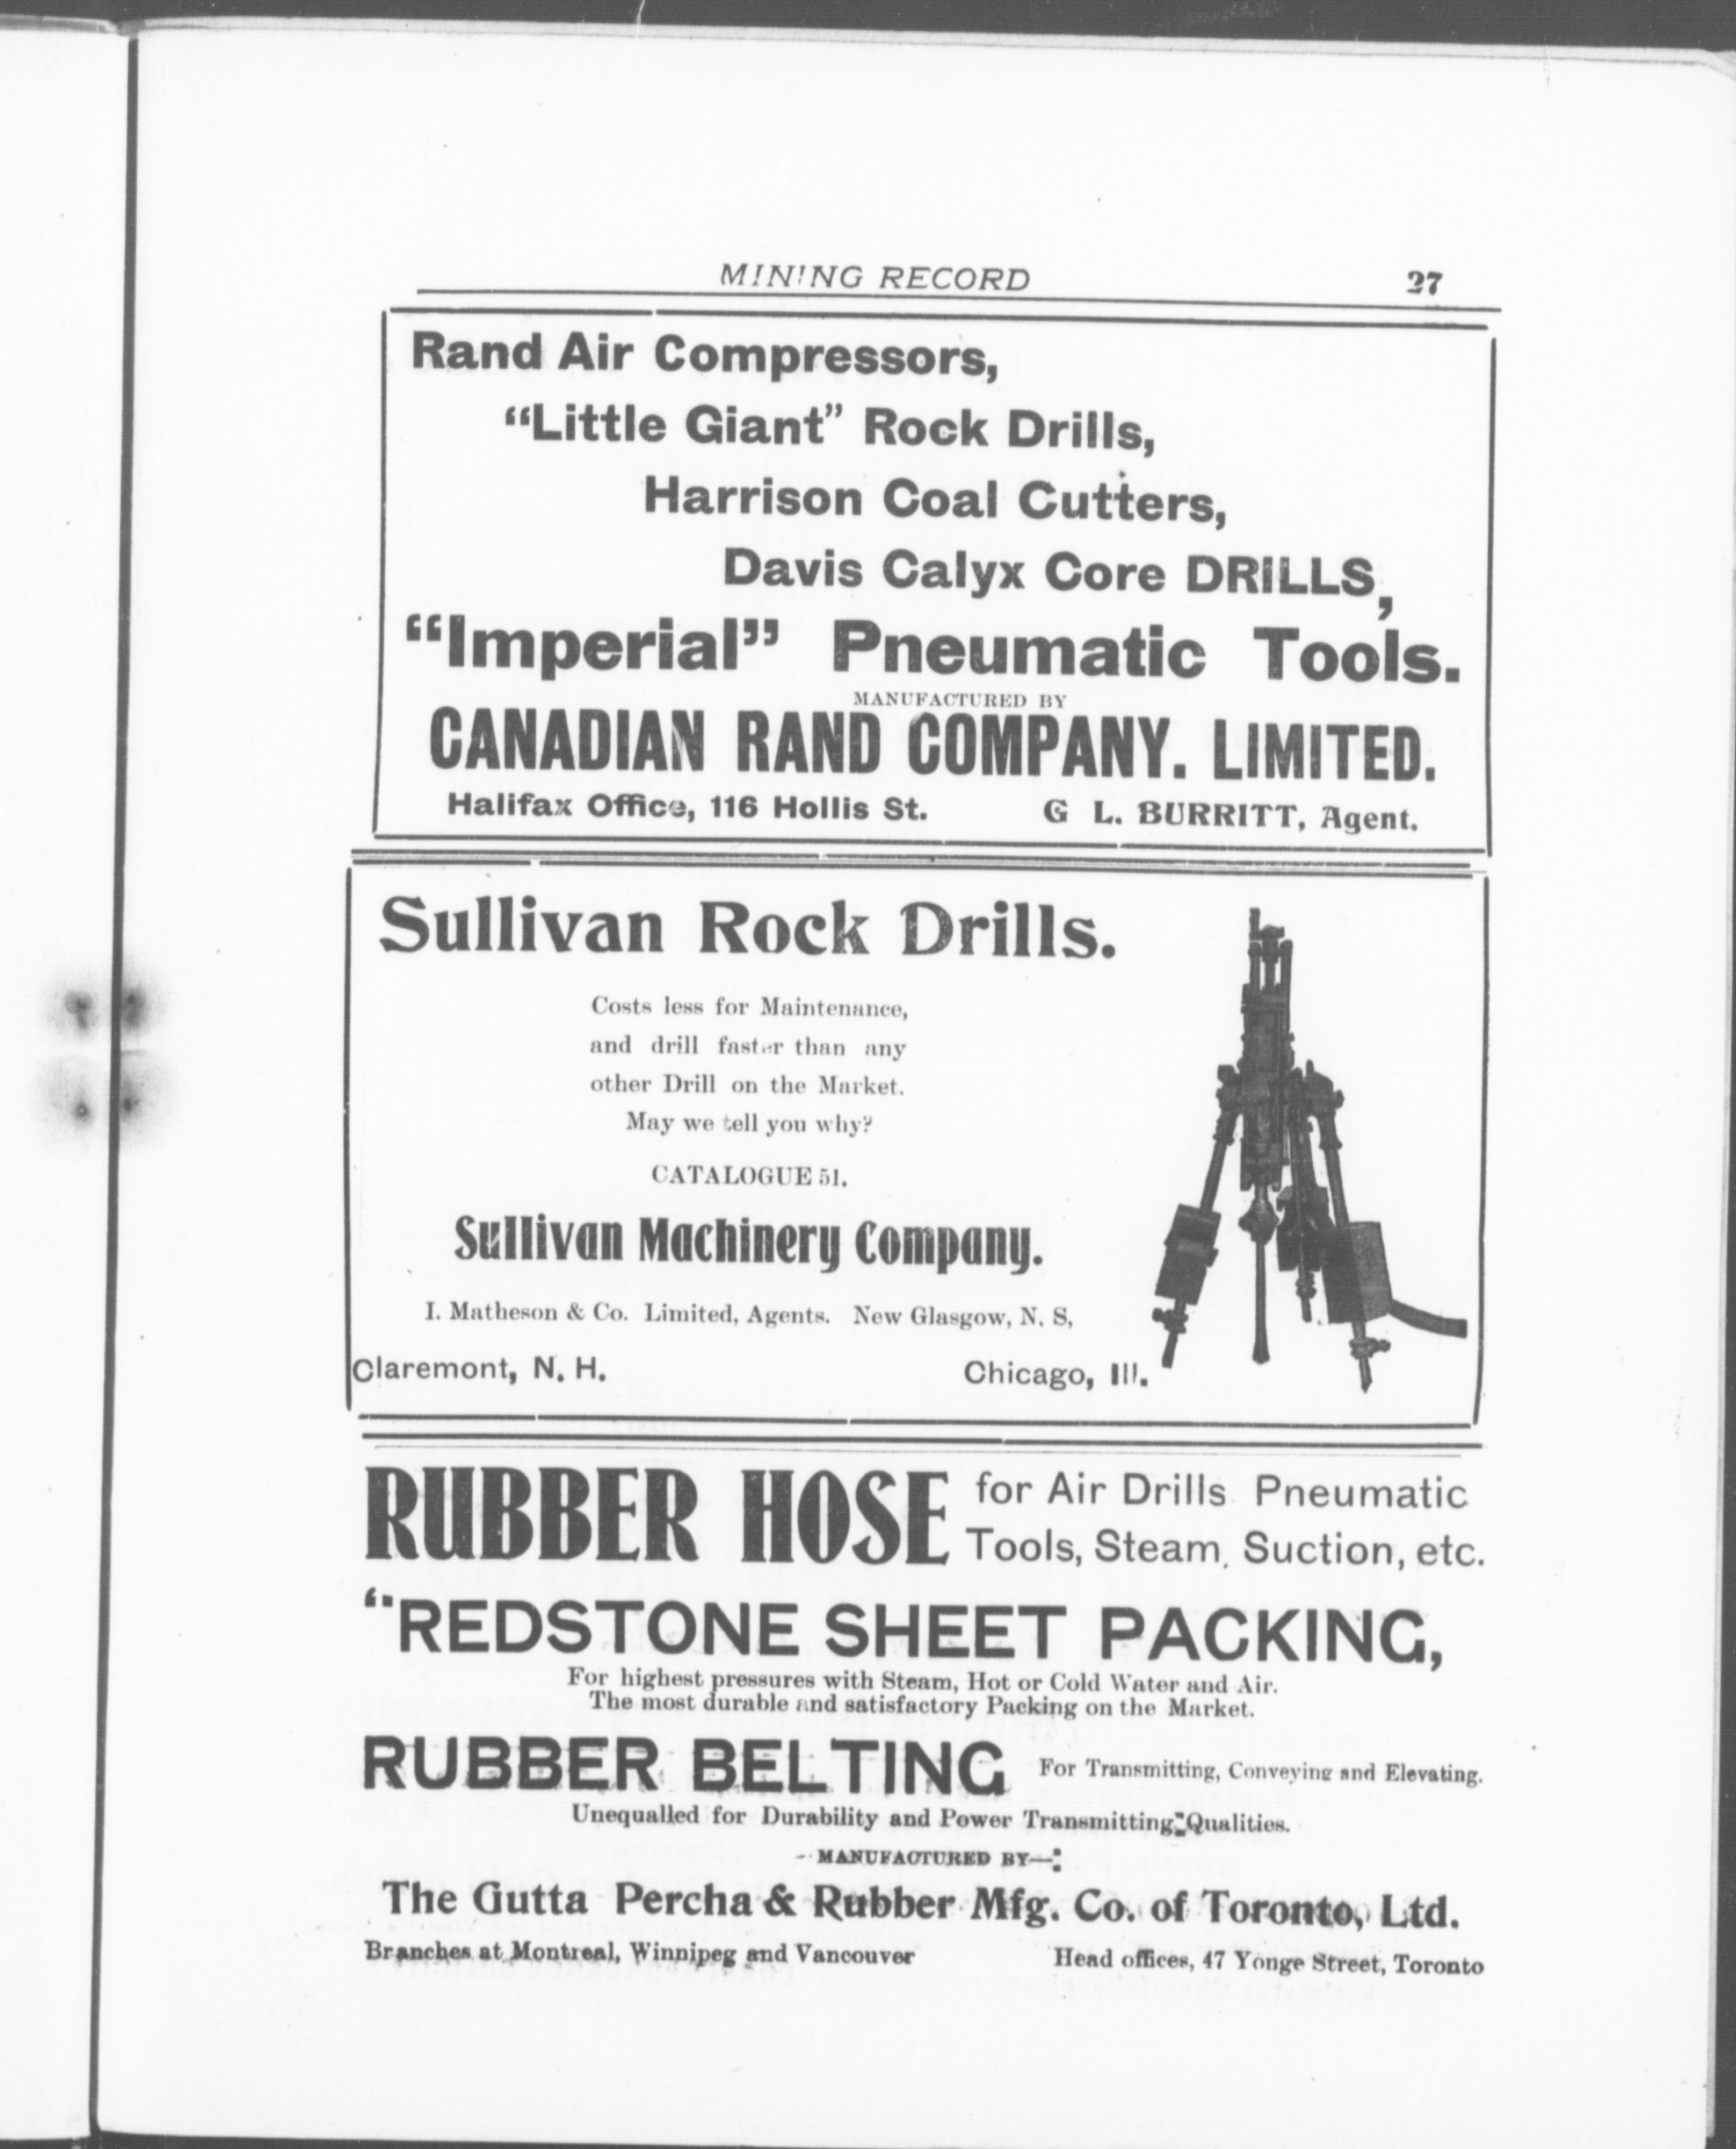 MINING RECORD 27
Rand Air Compressors,
“Little Giant” Rock Drills,
Harrison Coal Cutters,
Davis Calyx Core DRILLS,
“Imperial” Pneumatic Tools.
MANUFACTURED BY
CANADIAN RAND COMPANY. LIMITED.
Halifax Office, 116 Hollis St. G L. BURRITT, Agent.
Sullivan Rock Drills.
Costs less for Maintenance,
and drill faster than any
other Drill on the Market.
May we tell you why?
CATALOGUE 51.
Sullivan Machinery Company.
I. Matheson & Co. Limited, Agents. New Glasgow, N. S,
Claremont, N. H. Chicago, Ill.
RUBBER HOSE for Air Drills Pneumatic
Tools, Steam, Suction, etc.
“REDSTONE SHEET PACKING,
For highest pressures with Steam, Hot or Cold Water and Air.
The most durable and satisfactory Packing on the Market.
RUBBER BELTING For Transmitting, Conveying and Elevating.
Unequalled for Durability and Power Transmitting Qualities.
- MANUFACTURED BY—:
The Gutta Percha & Rubber Mfg. Co. of Toronto, Ltd.
Branches at Montreal, Winnipeg and Vancouver Head offices, 47 Yonge Street, Toronto